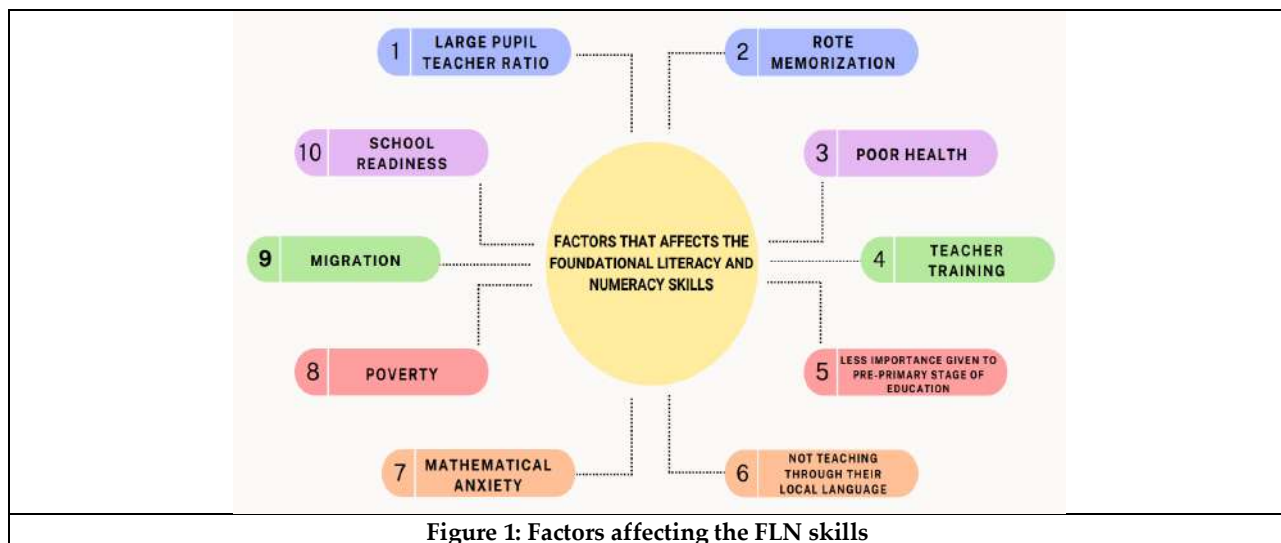 1
LARGE PUPIL
TEACHER RATIO
2
ROTE
MEMORIZATION
3
POOR HEALTH
4
TEACHER
TRAINING
5
LESS IMPORTANCE GIVEN TO
PRE-PRIMARY STAGE OF
EDUCATION
6
NOT TEACHING
THROUGH THEIR
LOCAL LANGUAGE
7
MATHEMATICAL
ANXIETY
8
POVERTY
9
MIGRATION
10
SCHOOL
READINESS
FACTORS THAT AFFECTS THE
FOUNDATIONAL LITERACY AND
NUMERACY SKILLS
Figure 1: Factors affecting the FLN skills